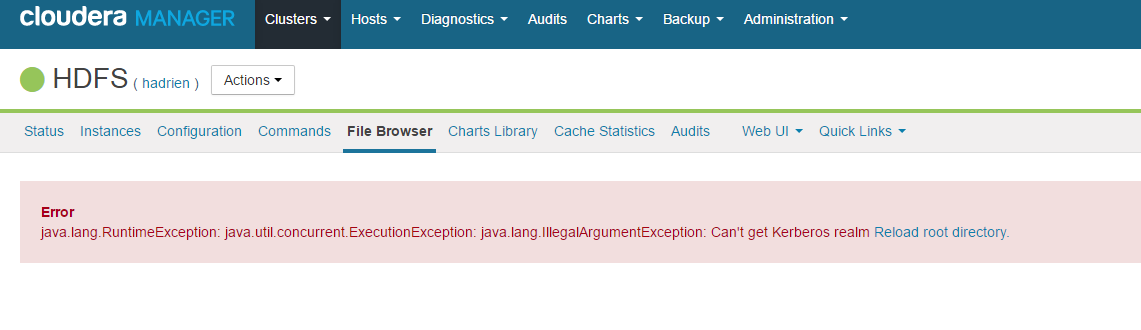 cloudera MANAGER Clusters Hosts Diagnostics Audits Charts Backup Administration
HDFS ( hadrien ) Actions
Status Instances Configuration Commands File Browser Charts Library Cache Statistics Audits Web UI Quick Links
Error
java.lang.RuntimeException: java.util.concurrent.ExecutionException: java.lang.IllegalArgumentException: Can't get Kerberos realm Reload root directory.